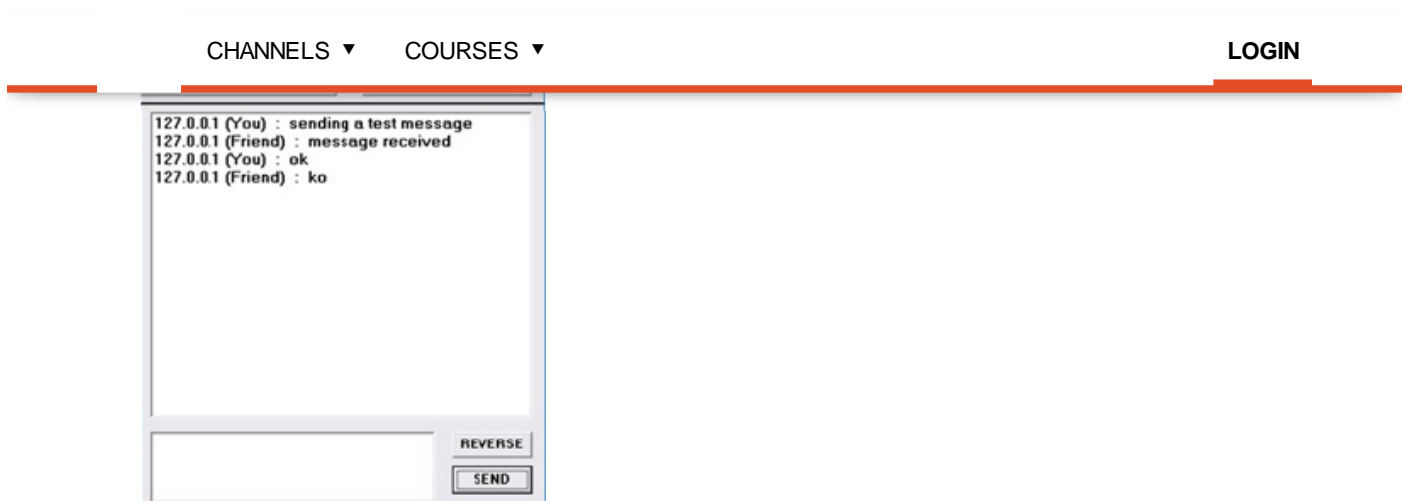 CHANNELS ▼ COURSES ▼ LOGIN
127.0.0.1 (You) : sending a test message
127.0.0.1 (Friend) : message received
127.0.0.1 (You) : ok
127.0.0.1 (Friend) : ko
REVERSE
SEND